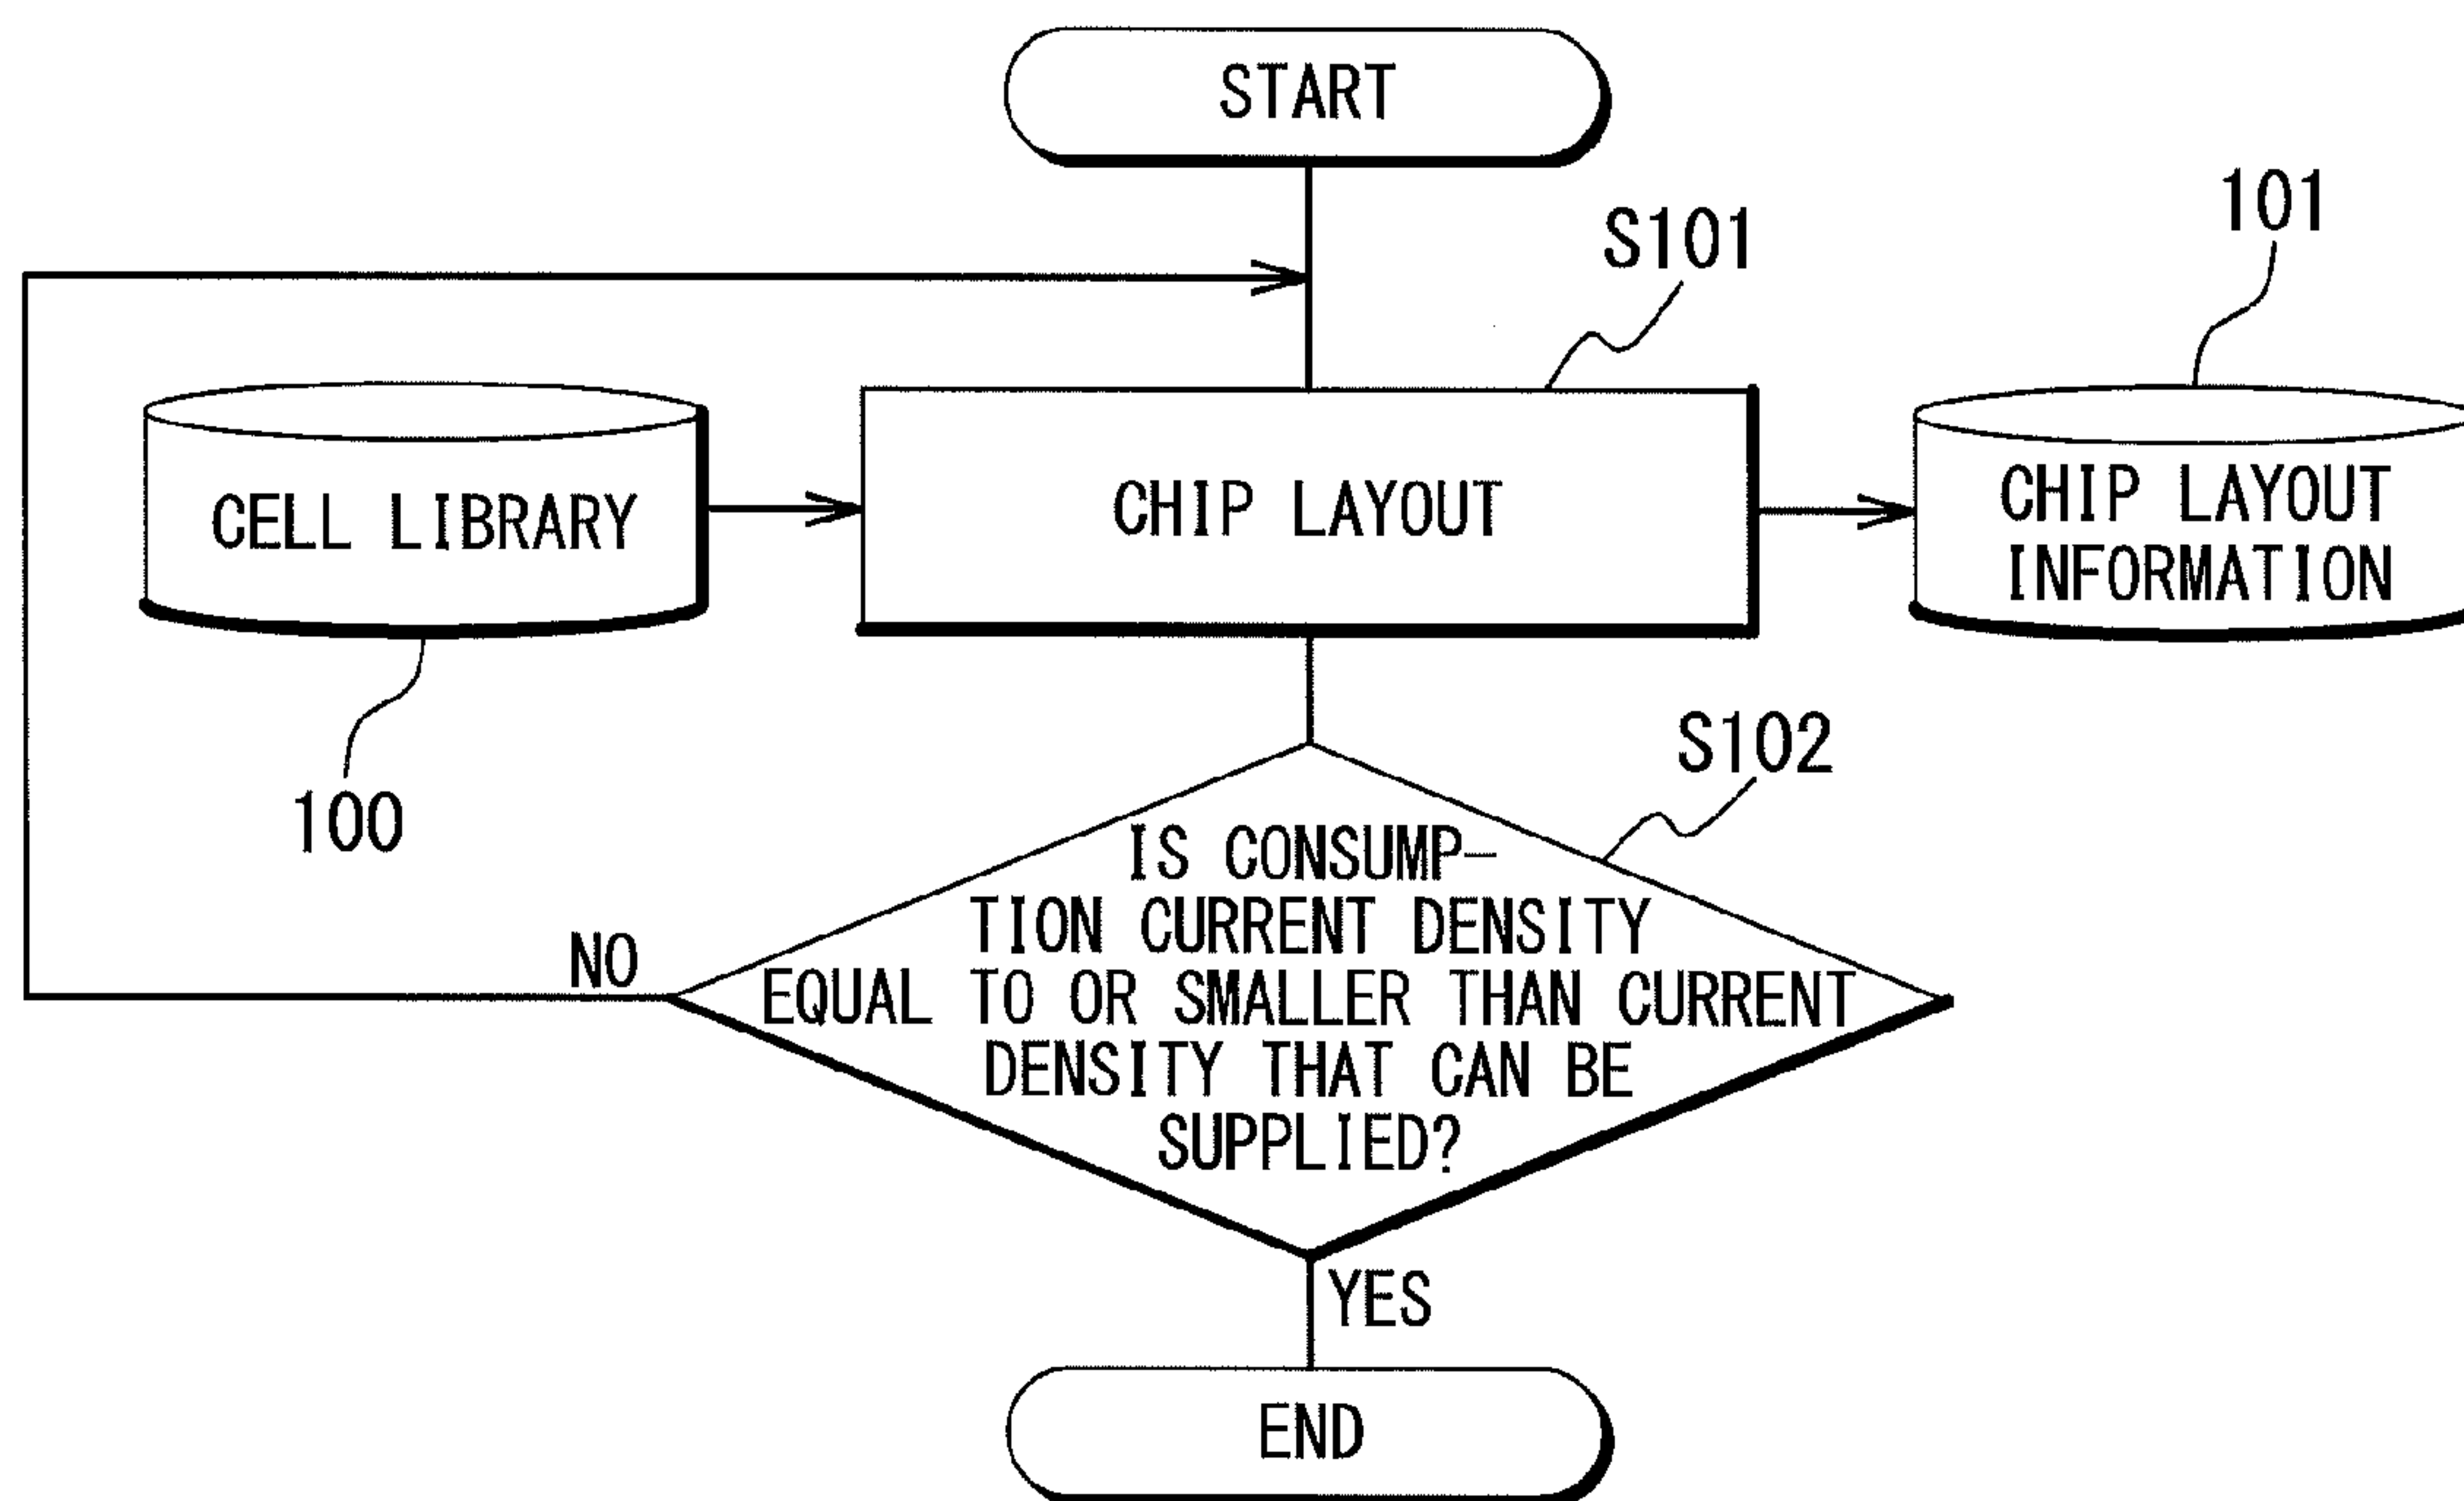 START
S101
101
CELL LIBRARY
CHIP LAYOUT
CHIP LAYOUT
INFORMATION
100
S102
IS CONSUMP-
TION CURRENT DENSITY
EQUAL TO OR SMALLER THAN CURRENT
DENSITY THAT CAN BE
SUPPLIED?
NO
YES
END